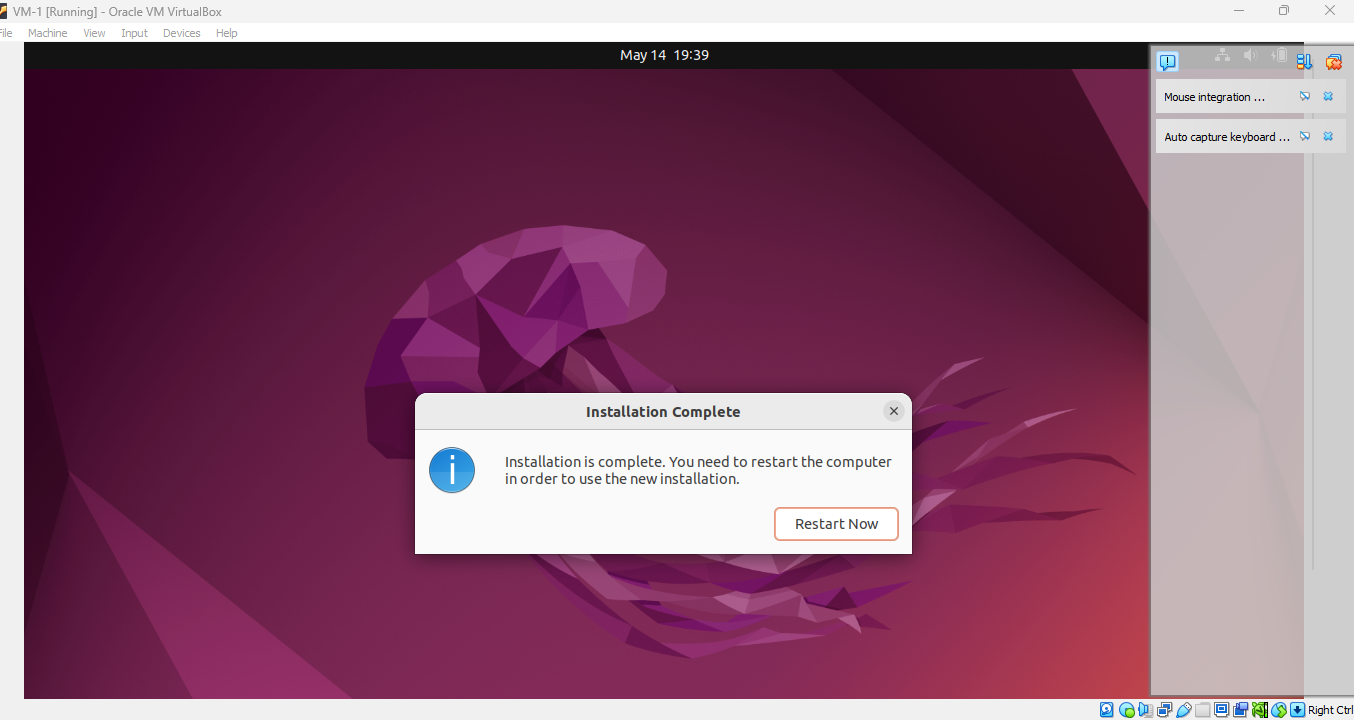 VM-1 [Running] - Oracle VM VirtualBox
File Machine View Input Devices Help
May 14 19:39
Mouse integration ...
Auto capture keyboard ...
Installation Complete
Installation is complete. You need to restart the computer
in order to use the new installation.
Restart Now
Right Ctrl